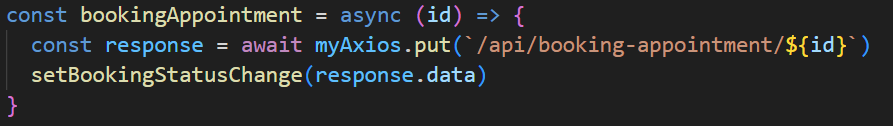 const bookingAppointment = async (id) => {
  const response = await myAxios.put(`/api/booking-appointment/${id}`)
  setBookingStatusChange(response.data)
}